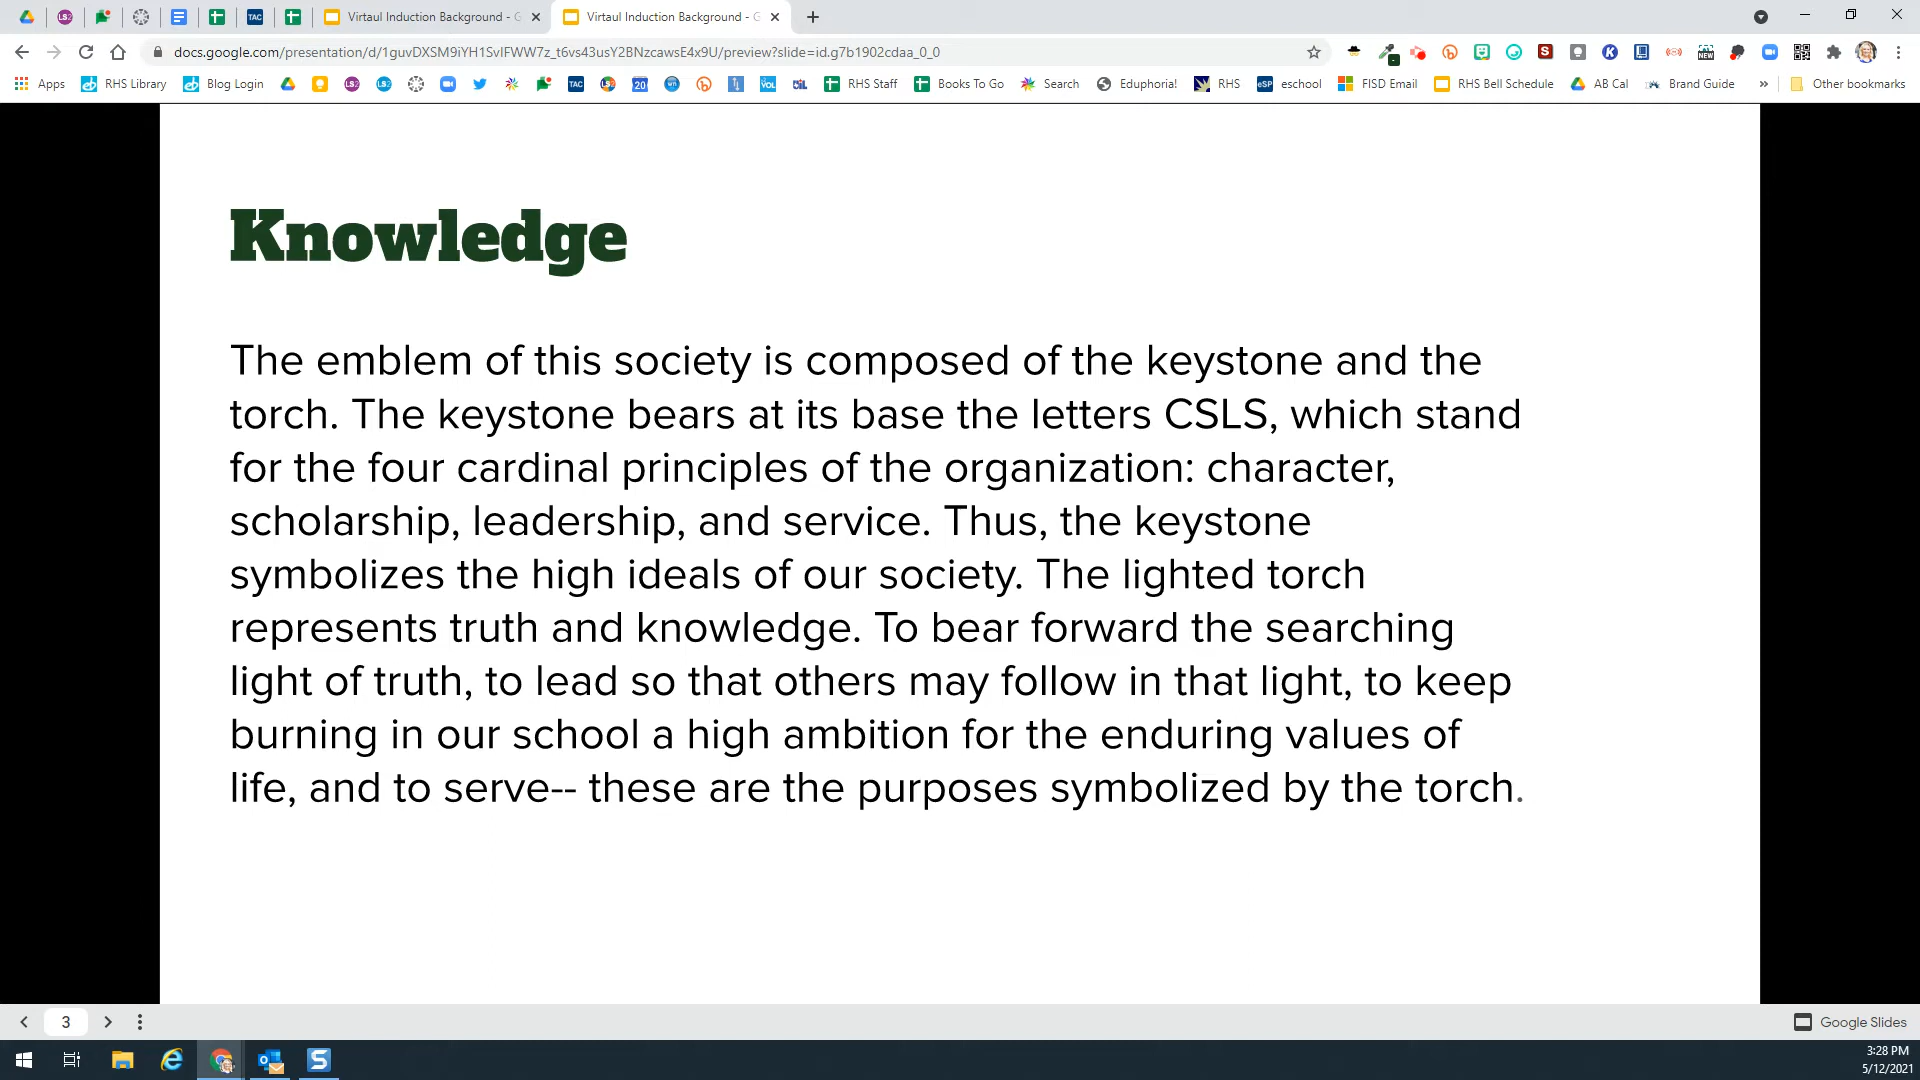 Virtaul Induction Background - G
Virtaul Induction Background - G
docs.google.com/presentation/d/1guvDXSM9iYH1SvIFWW7z_t6vs43usY2BNzcawsE4x9U/preview?slide=id.g7b1902cdaa_0_0
Apps RHS Library Blog Login RHS Staff Books To Go Search Eduphoria! RHS eschool FISD Email RHS Bell Schedule AB Cal Brand Guide » Other bookmarks
Knowledge
The emblem of this society is composed of the keystone and the
torch. The keystone bears at its base the letters CSLS, which stand
for the four cardinal principles of the organization: character,
scholarship, leadership, and service. Thus, the keystone
symbolizes the high ideals of our society. The lighted torch
represents truth and knowledge. To bear forward the searching
light of truth, to lead so that others may follow in that light, to keep
burning in our school a high ambition for the enduring values of
life, and to serve-- these are the purposes symbolized by the torch.
3
Google Slides
3:28 PM
5/12/2021